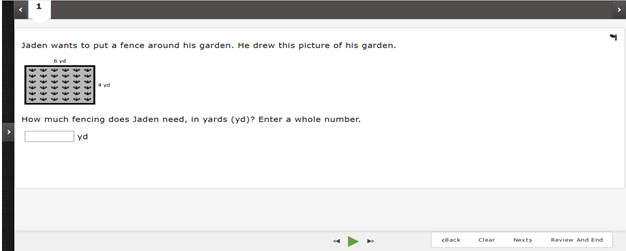 1
Jaden wants to put a fence around his garden. He drew this picture of his garden.
6 yd
4 yd
How much fencing does Jaden need, in yards (yd)? Enter a whole number.
yd
‹Back Clear Next› Review And End